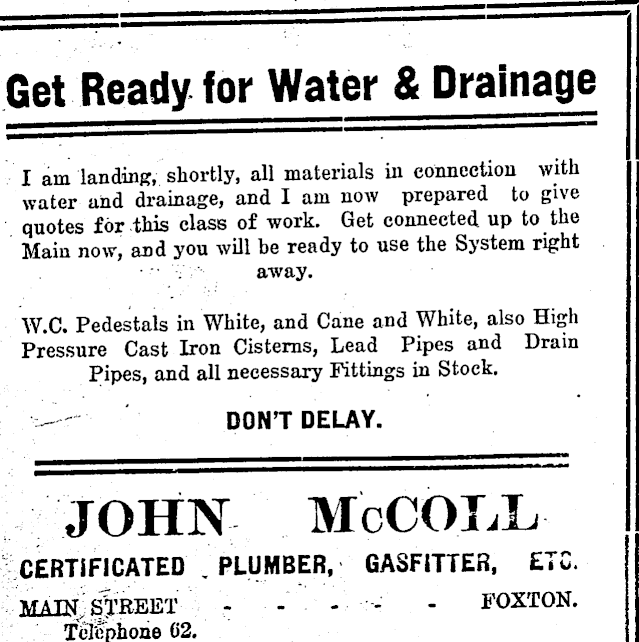 Get Ready for Water & Drainage
I am landing, shortly, all materials in connection with
water and drainage, and I am now prepared to give
quotes for this class of work. Get connected up to the
Main now, and you will be ready to use the System right
away.
W.C. Pedestals in White, and Cane and White, also High
Pressure Cast Iron Cisterns, Lead Pipes and Drain
Pipes, and all necessary Fittings in Stock.
DON'T DELAY.
JOHN McCOLL
CERTIFICATED PLUMBER, GASFITTER, ETC.
MAIN STREET - - - - - FOXTON.
Telephone 62.